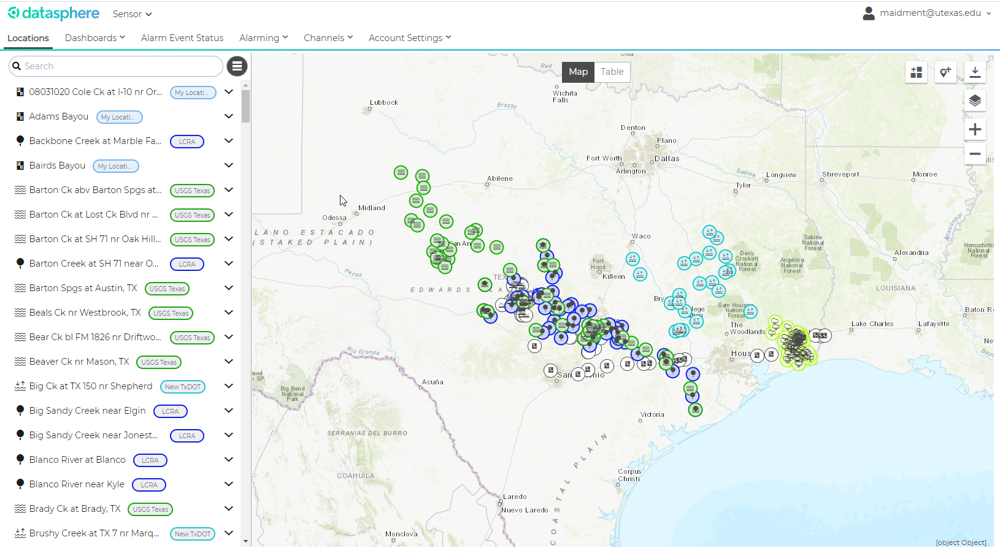 datasphere
Sensor
maidment@utexas.edu
Locations
Dashboards
Alarm Event Status
Alarming
Channels
Account Settings
Search
08031020 Cole Ck at I-10 nr Or...
My Locati...
Adams Bayou
My Locati...
Backbone Creek at Marble Fa...
LCRA
Bairds Bayou
My Locati...
Barton Ck abv Barton Spgs at...
USGS Texas
Barton Ck at Lost Ck Blvd nr ...
USGS Texas
Barton Ck at SH 71 nr Oak Hill...
USGS Texas
Barton Creek at SH 71 near O...
LCRA
Barton Spgs at Austin, TX
USGS Texas
Beals Ck nr Westbrook, TX
USGS Texas
Bear Ck bl FM 1826 nr Driftwo...
USGS Texas
Beaver Ck nr Mason, TX
USGS Texas
Big Ck at TX 150 nr Shepherd
New TxDOT
Big Sandy Creek near Elgin
LCRA
Big Sandy Creek near Jonest...
LCRA
Blanco River at Blanco
LCRA
Blanco River near Kyle
LCRA
Brady Ck at Brady, TX
USGS Texas
Brushy Creek at TX 7 nr Marq...
New TxDOT
Map
Table
Red
Wichita
Falls
Lubbock
Brazos
Denton
Plano
Fort Worth
Dallas
Arlington
Sabine
Longview
Shreveport
Monroe
Tyler
Abilene
Midland
Odessa
LANO ESTACADO
(STAKED PLAIN)
Mississippi
Waco
Sabine
National
Forest
Homochitto
National
Forest
Alexandria
Davy
Crockett
National
Forest
Angelina
National
Forest
Fort
Hood
Killeen
Pecos
LOUISIANA
Sam Houston
National
Forest
Baton R
The
Woodlands
Lake Charles
Lafayette
Rio Grande
Big Bend
National
Park
Acuña
Victoria
SERRANIAS DEL BURRO
COAHUILA
COASTAL PLAIN
Corpus
Christi
Laredo
Nuevo Laredo
Monclova
[object Object]